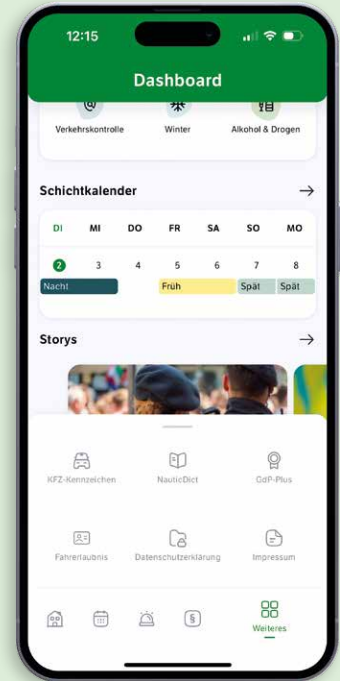 12:15
Dashboard
Verkehrskontrolle Winter Alkohol & Drogen
Schichtkalender
DI MI DO FR SA SO MO
2 3 4 5 6 7 8
Nacht Früh Spät Spät
Storys
KFZ-Kennzeichen NauticDict GdP-Plus
Fahrerlaubnis Datenschutzerklärung Impressum
§
Weiteres